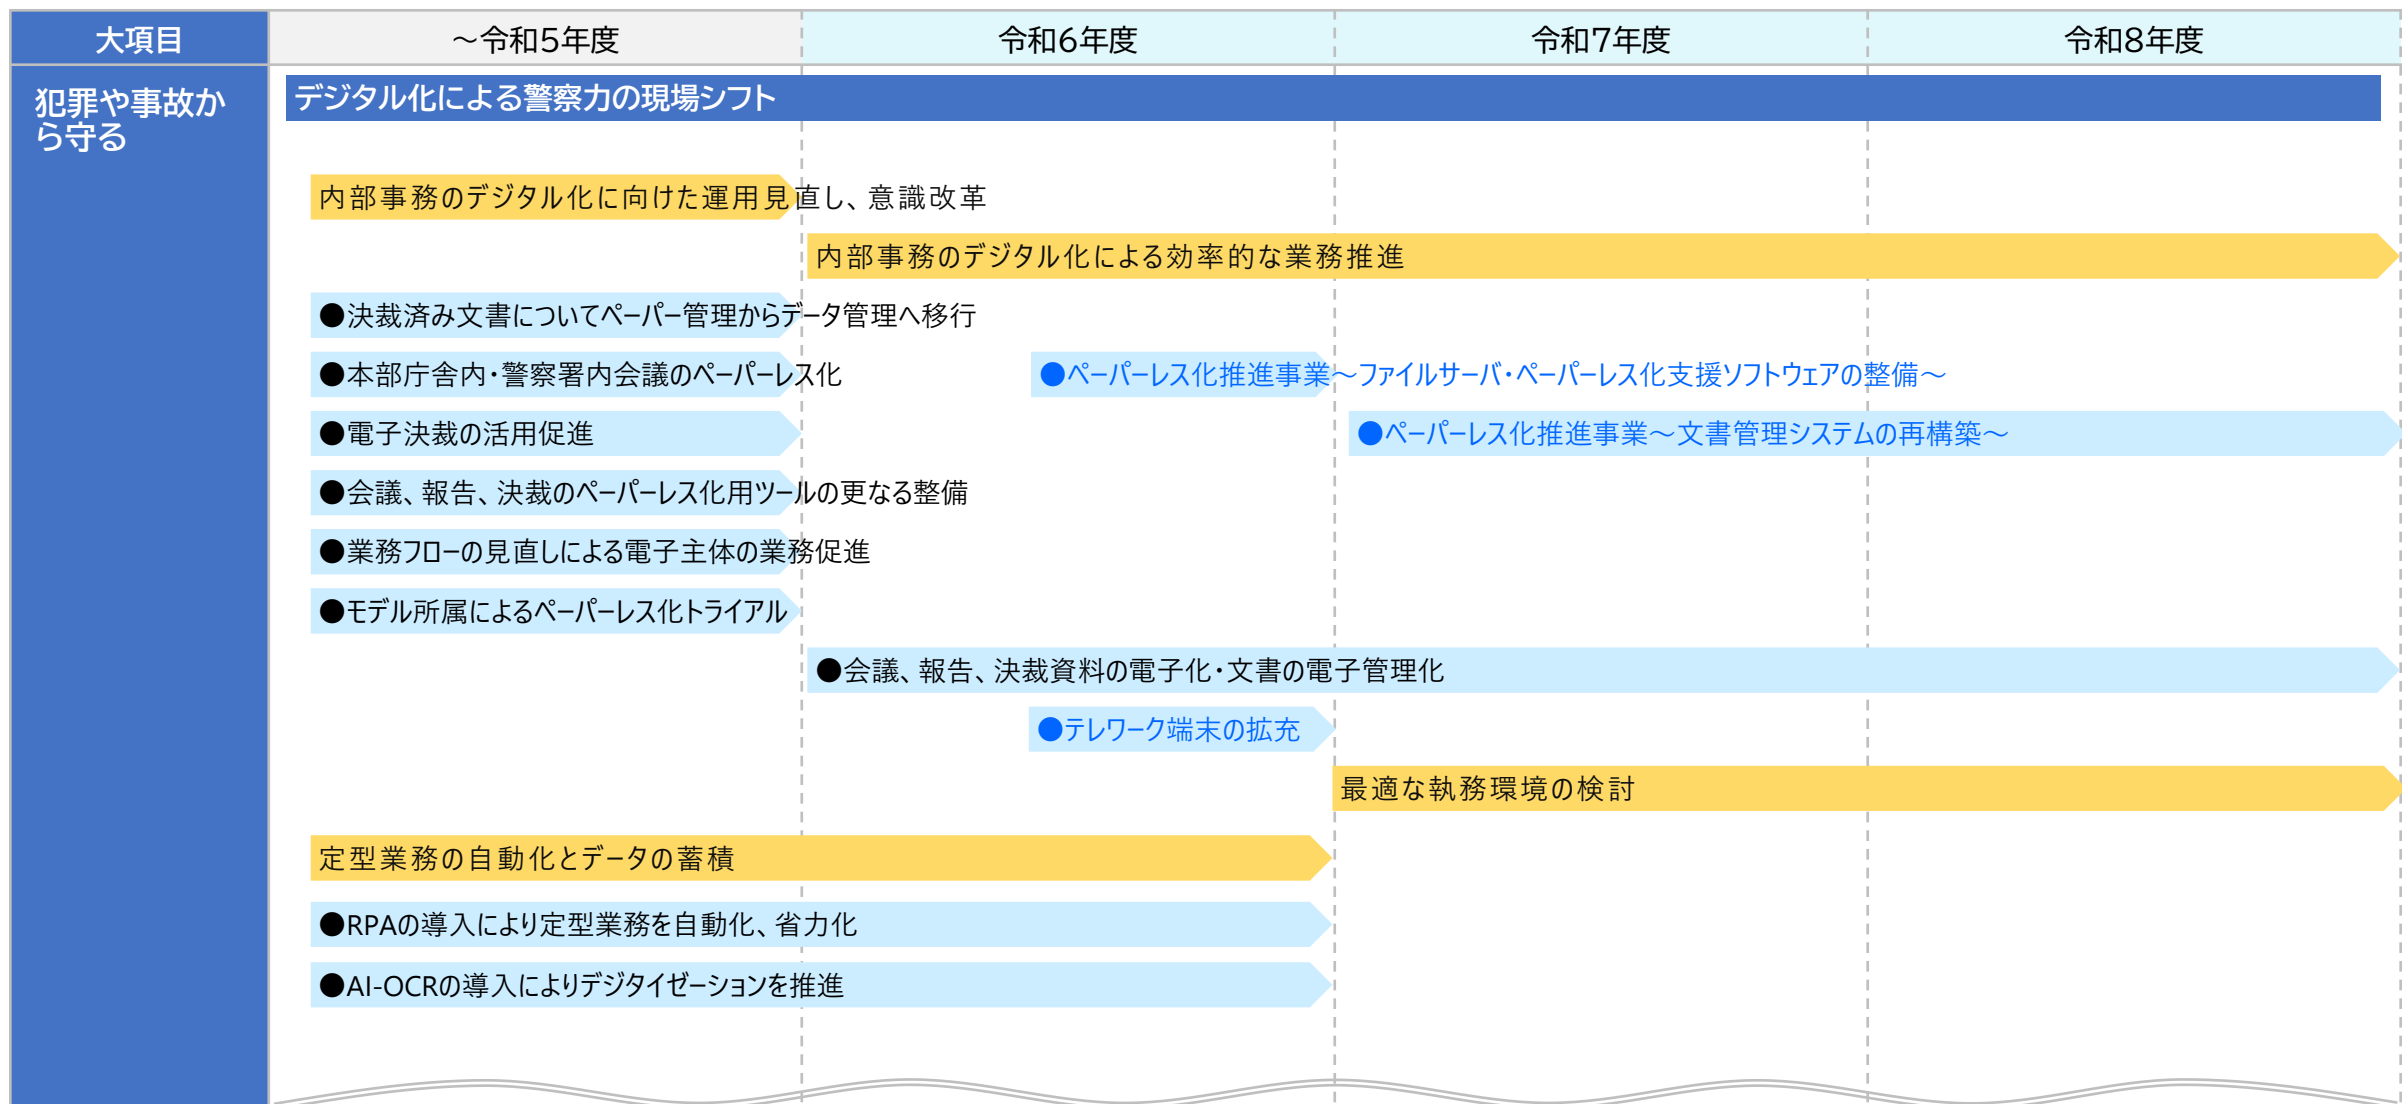 大項目
～令和5年度
令和6年度
令和7年度
令和8年度
犯罪や事故か
ら守る
デジタル化による警察力の現場シフト
内部事務のデジタル化に向けた運用見直し、意識改革
内部事務のデジタル化による効率的な業務推進
●決裁済み文書についてペーパー管理からデータ管理へ移行
●本部庁舎内・警察署内会議のペーパーレス化
●ペーパーレス化推進事業～ファイルサーバ・ペーパーレス化支援ソフトウェアの整備～
●電子決裁の活用促進
●ペーパーレス化推進事業～文書管理システムの再構築～
●会議、報告、決裁のペーパーレス化用ツールの更なる整備
●業務フローの見直しによる電子主体の業務促進
●モデル所属によるペーパーレス化トライアル
●会議、報告、決裁資料の電子化・文書の電子管理化
●テレワーク端末の拡充
最適な執務環境の検討
定型業務の自動化とデータの蓄積
●RPAの導入により定型業務を自動化、省力化
●AI-OCRの導入によりデジタイゼーションを推進